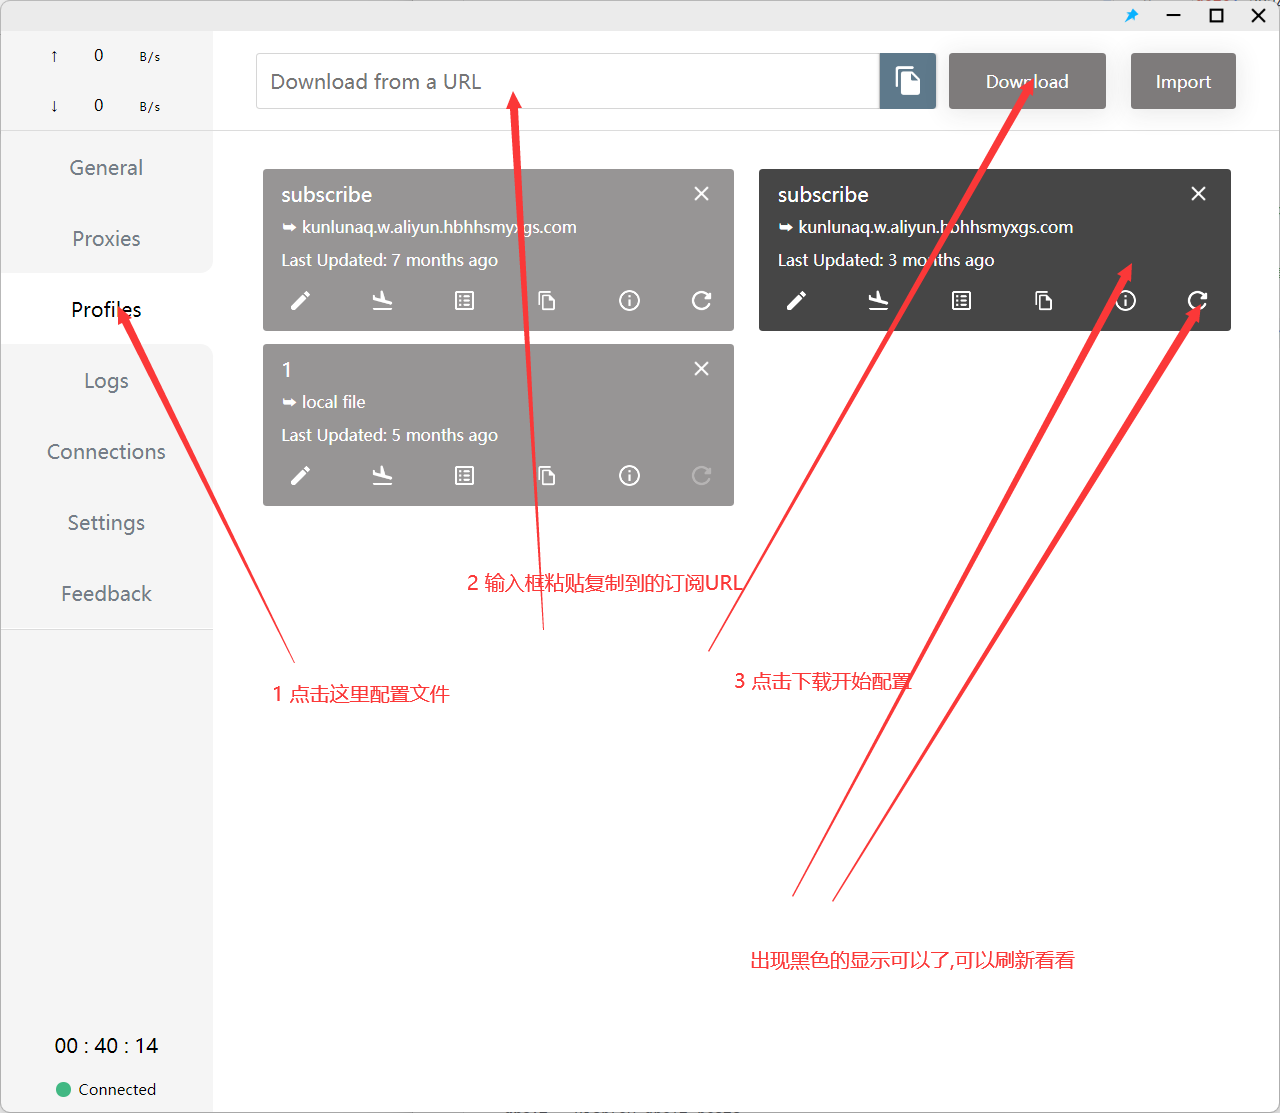 ↑ 0 B/s
↓ 0 B/s
Download from a URL
Download
Import
General
Proxies
Profiles
Logs
Connections
Settings
Feedback
subscribe
kunlunaq.w.aliyun.hbhhsmyxgs.com
Last Updated: 7 months ago
subscribe
kunlunaq.w.aliyun.hbhhsmyxgs.com
Last Updated: 3 months ago
1
local file
Last Updated: 5 months ago
2 输入框粘贴复制到的订阅URL
1 点击这里配置文件
3 点击下载开始配置
出现黑色的显示可以了,可以刷新看看
00 : 40 : 14
Connected